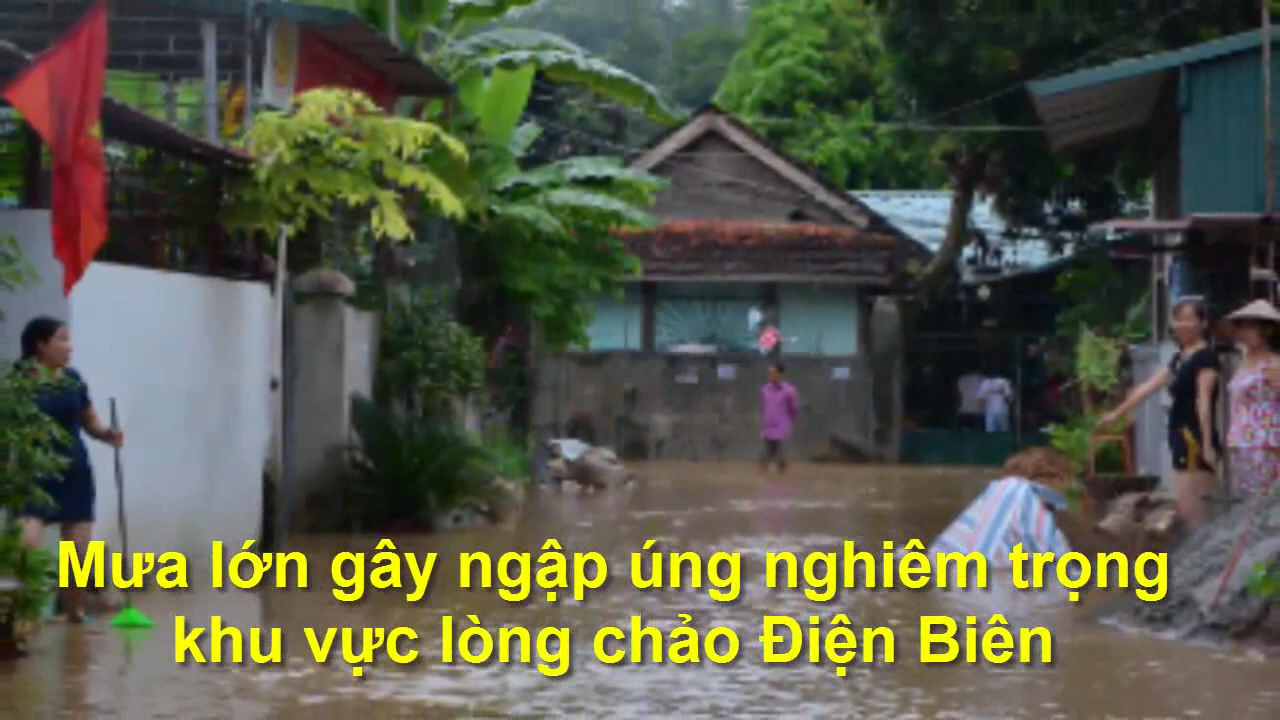 Mưa lớn gây ngập úng nghiêm trọng
khu vực lòng chảo Điện Biên